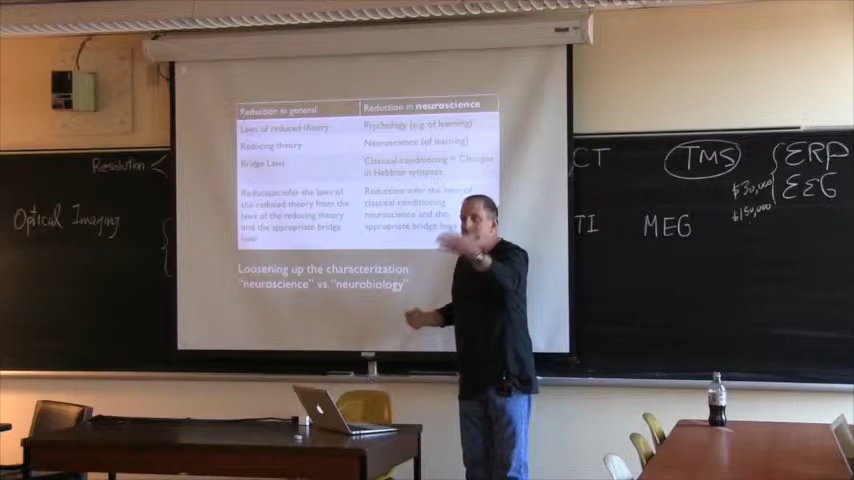 Reduction in general
Reduction in neuroscience
Laws of reduced theory
Psychology (e.g. of learning)
Reducing theory
Neuroscience (of learning)
Bridge Laws
Classical conditioning = Changes
in Hebbian synapses
Reduction infer the laws of
the reduced theory from the
laws of the reducing theory
and the appropriate bridge
laws
Reduction infer the laws of
classical conditioning
neuroscience and the
appropriate bridge
Loosening up the characterization
"neuroscience" vs. "neurobiology"
Resolution
Optical Imaging
CT
TMS
ERP
EEG
$30,000
$150,000
TI
MEG